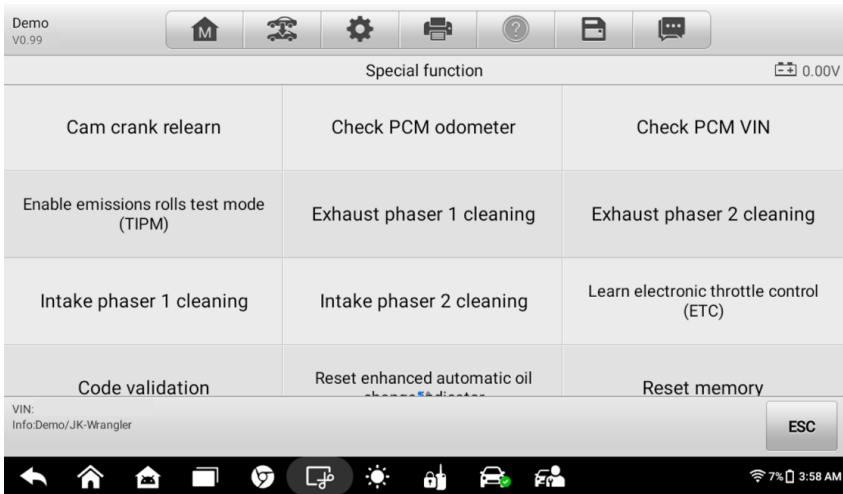 Demo
V0.99
M
Special function
0.00V
Cam crank relearn
Check PCM odometer
Check PCM VIN
Enable emissions rolls test mode
(TIPM)
Exhaust phaser 1 cleaning
Exhaust phaser 2 cleaning
Intake phaser 1 cleaning
Intake phaser 2 cleaning
Learn electronic throttle control
(ETC)
Code validation
Reset enhanced automatic oil
Reset memory
VIN:
Info:Demo/JK-Wrangler
ESC
7% 3:58 AM